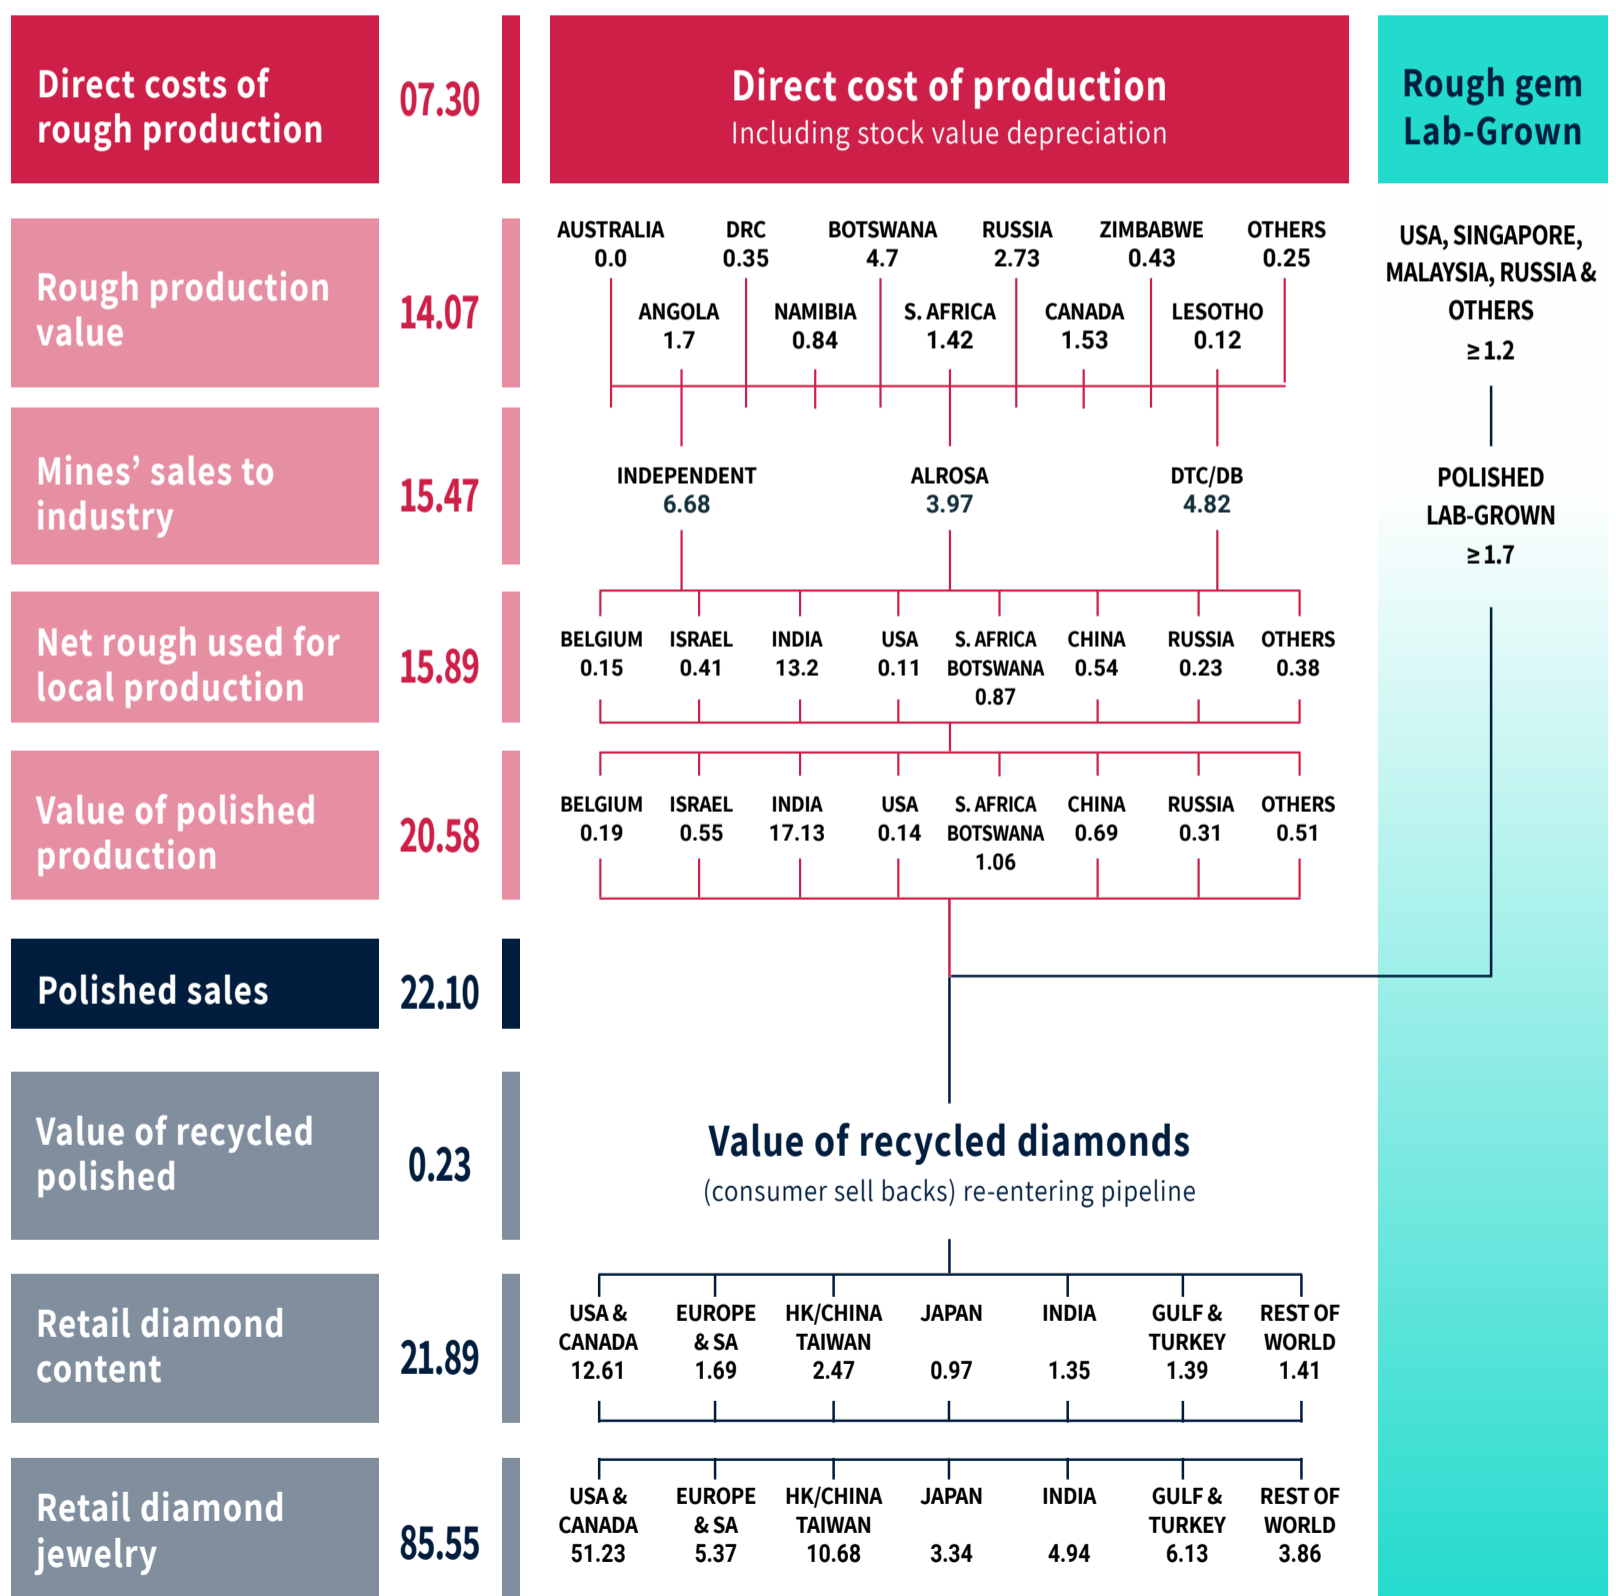 Direct costs of
rough production
07.30
Direct cost of production
Including stock value depreciation
Rough gem
Lab-Grown
Rough production
value
14.07
AUSTRALIA DRC BOTSWANA RUSSIA ZIMBABWE OTHERS
0.0 0.35 4.7 2.73 0.43 0.25
ANGOLA NAMIBIA S. AFRICA CANADA LESOTHO
1.7 0.84 1.42 1.53 0.12
USA, SINGAPORE,
MALAYSIA, RUSSIA &
OTHERS
≥ 1.2
Mines’ sales to
industry
15.47
INDEPENDENT ALROSA DTC/DB
6.68 3.97 4.82
POLISHED
LAB-GROWN
≥ 1.7
Net rough used for
local production
15.89
BELGIUM ISRAEL INDIA USA S. AFRICA CHINA RUSSIA OTHERS
0.15 0.41 13.2 0.11 BOTSWANA 0.54 0.23 0.38
0.87
Value of polished
production
20.58
BELGIUM ISRAEL INDIA USA S. AFRICA CHINA RUSSIA OTHERS
0.19 0.55 17.13 0.14 BOTSWANA 0.69 0.31 0.51
1.06
Polished sales
22.10
Value of recycled
polished
0.23
Value of recycled diamonds
(consumer sell backs) re-entering pipeline
Retail diamond
content
21.89
USA & EUROPE HK/CHINA JAPAN INDIA GULF & REST OF
CANADA & SA TAIWAN TURKEY WORLD
12.61 1.69 2.47 0.97 1.35 1.39 1.41
Retail diamond
jewelry
85.55
USA & EUROPE HK/CHINA JAPAN INDIA GULF & REST OF
CANADA & SA TAIWAN TURKEY WORLD
51.23 5.37 10.68 3.34 4.94 6.13 3.86